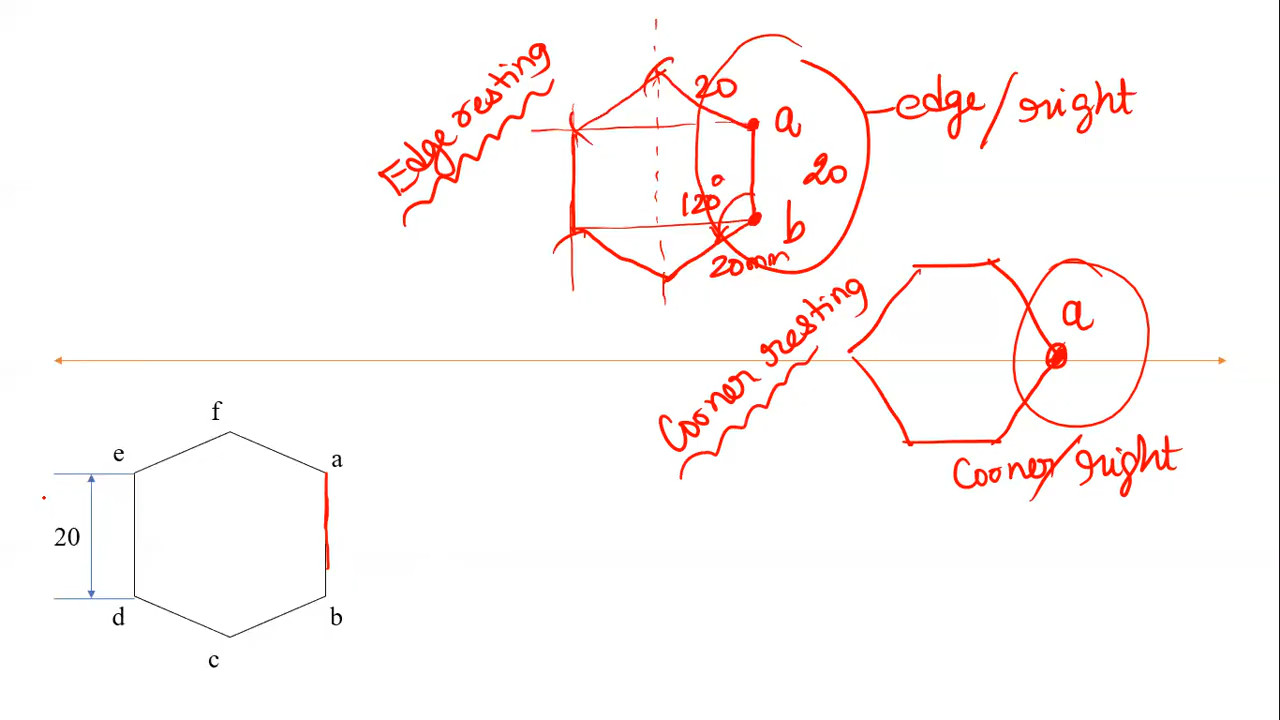 Edge resting
20
a
edge/right
20
120°
b
20mm
Cooner resting
a
Cooner/right
f
e
a
20
d
b
c